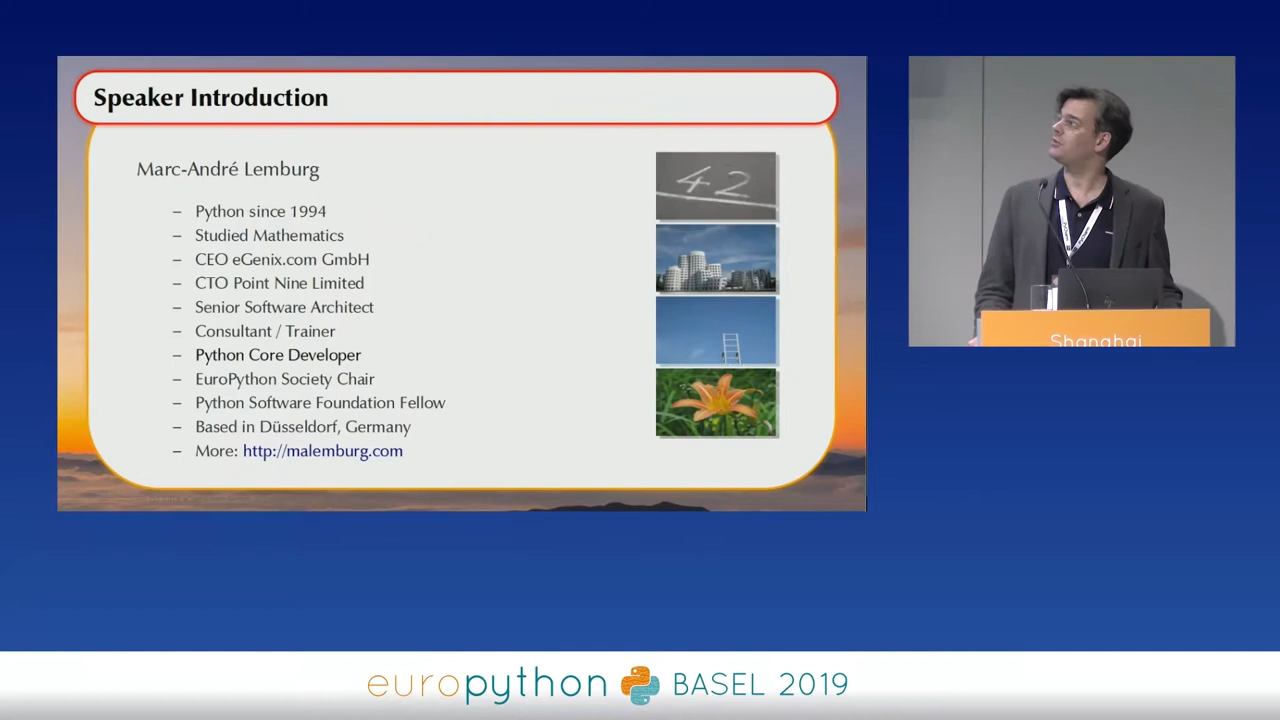 Speaker Introduction
Marc-André Lemburg
– Python since 1994
– Studied Mathematics
– CEO eGenix.com GmbH
– CTO Point Nine Limited
– Senior Software Architect
– Consultant / Trainer
– Python Core Developer
– EuroPython Society Chair
– Python Software Foundation Fellow
– Based in Düsseldorf, Germany
– More: http://malemburg.com
42
Shanghai
europython BASEL 2019